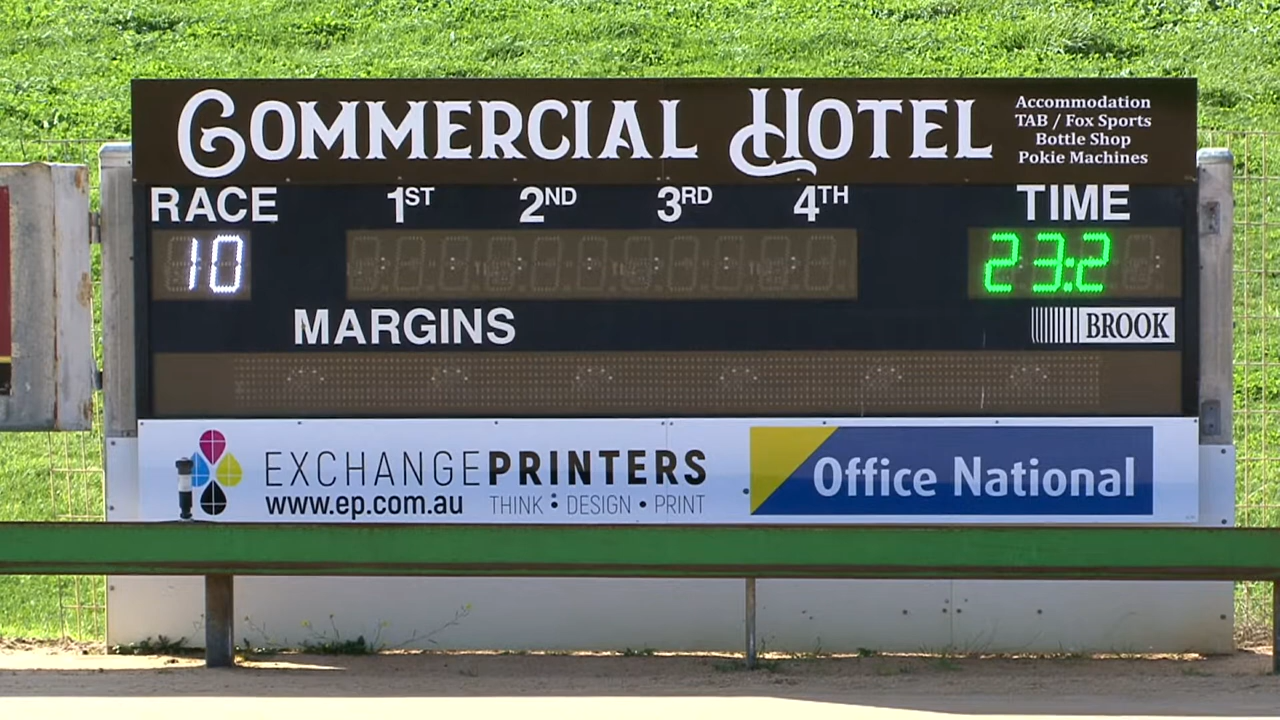 COMMERCIAL HOTEL
Accommodation
TAB / Fox Sports
Bottle Shop
Pokie Machines
RACE 1ST 2ND 3RD 4TH TIME
10 23:2
MARGINS
BROOK
EXCHANGEPRINTERS
www.ep.com.au THINK : DESIGN • PRINT
Office National